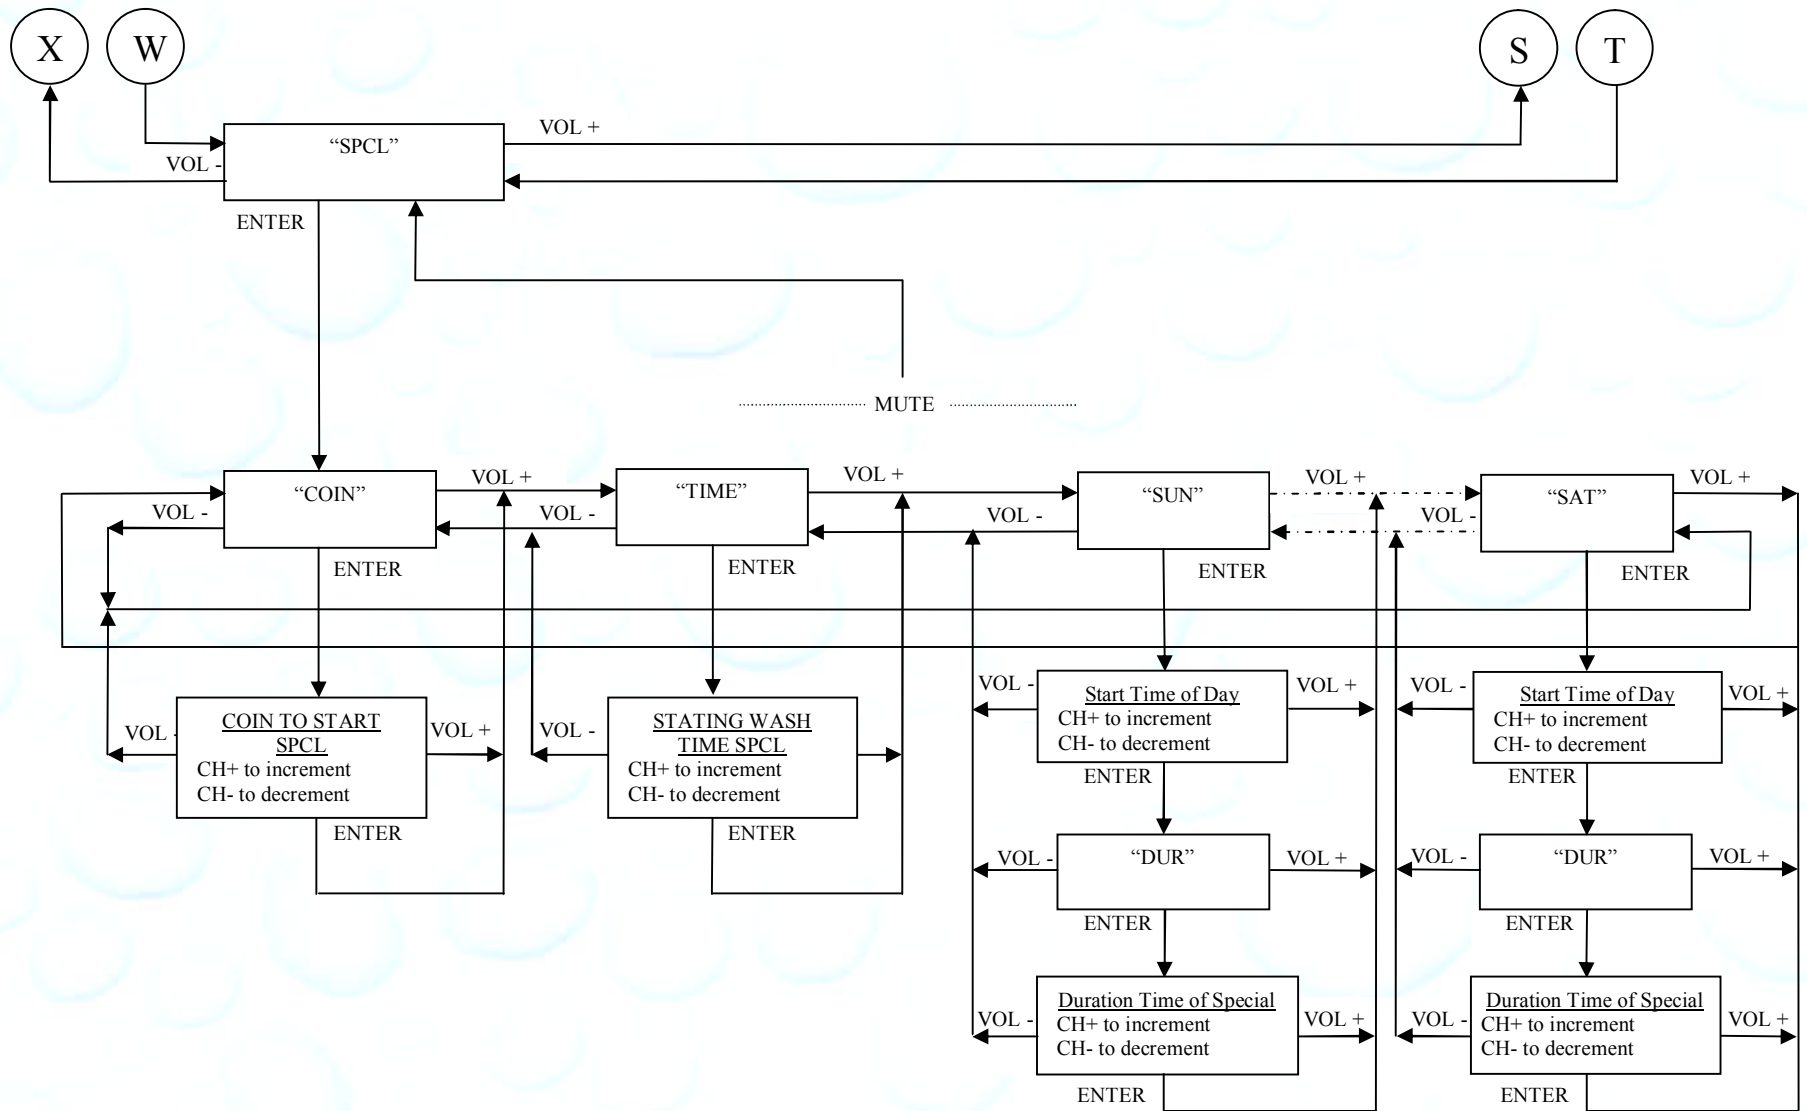 X W S T
VOL +
“SPCL”
VOL -
ENTER
MUTE
VOL + VOL + VOL + VOL +
“COIN” “TIME” “SUN” “SAT”
VOL - VOL - VOL - VOL -
ENTER ENTER ENTER ENTER
VOL - Start Time of Day VOL + VOL - Start Time of Day VOL +
CH+ to increment CH+ to increment
CH- to decrement CH- to decrement
ENTER ENTER
COIN TO START STATING WASH
VOL - SPCL VOL + VOL - TIME SPCL
CH+ to increment CH+ to increment
CH- to decrement CH- to decrement
ENTER ENTER
VOL - “DUR” VOL + VOL - “DUR” VOL +
ENTER ENTER
Duration Time of Special Duration Time of Special
VOL - CH+ to increment VOL + VOL - CH+ to increment VOL +
CH- to decrement CH- to decrement
ENTER ENTER